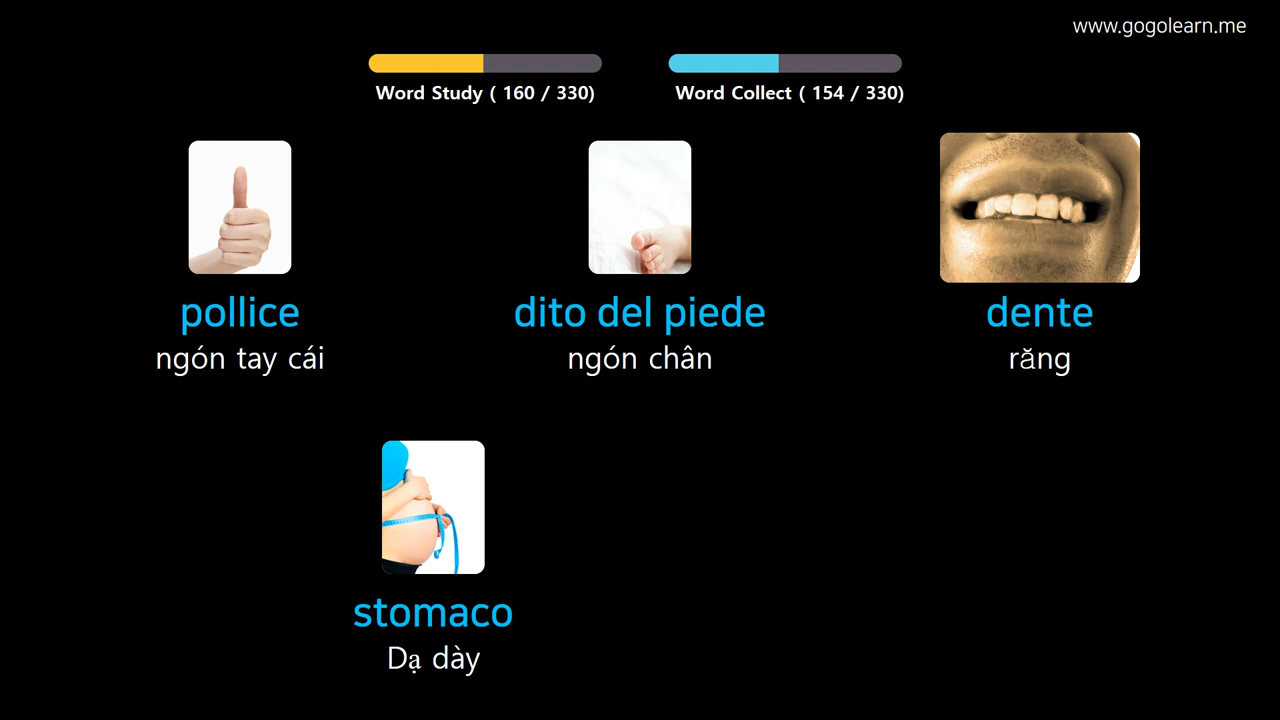 www.gogolearn.me
Word Study ( 160 / 330)
Word Collect ( 154 / 330)
pollice
dito del piede
dente
ngón tay cái
ngón chân
răng
stomaco
Dạ dày